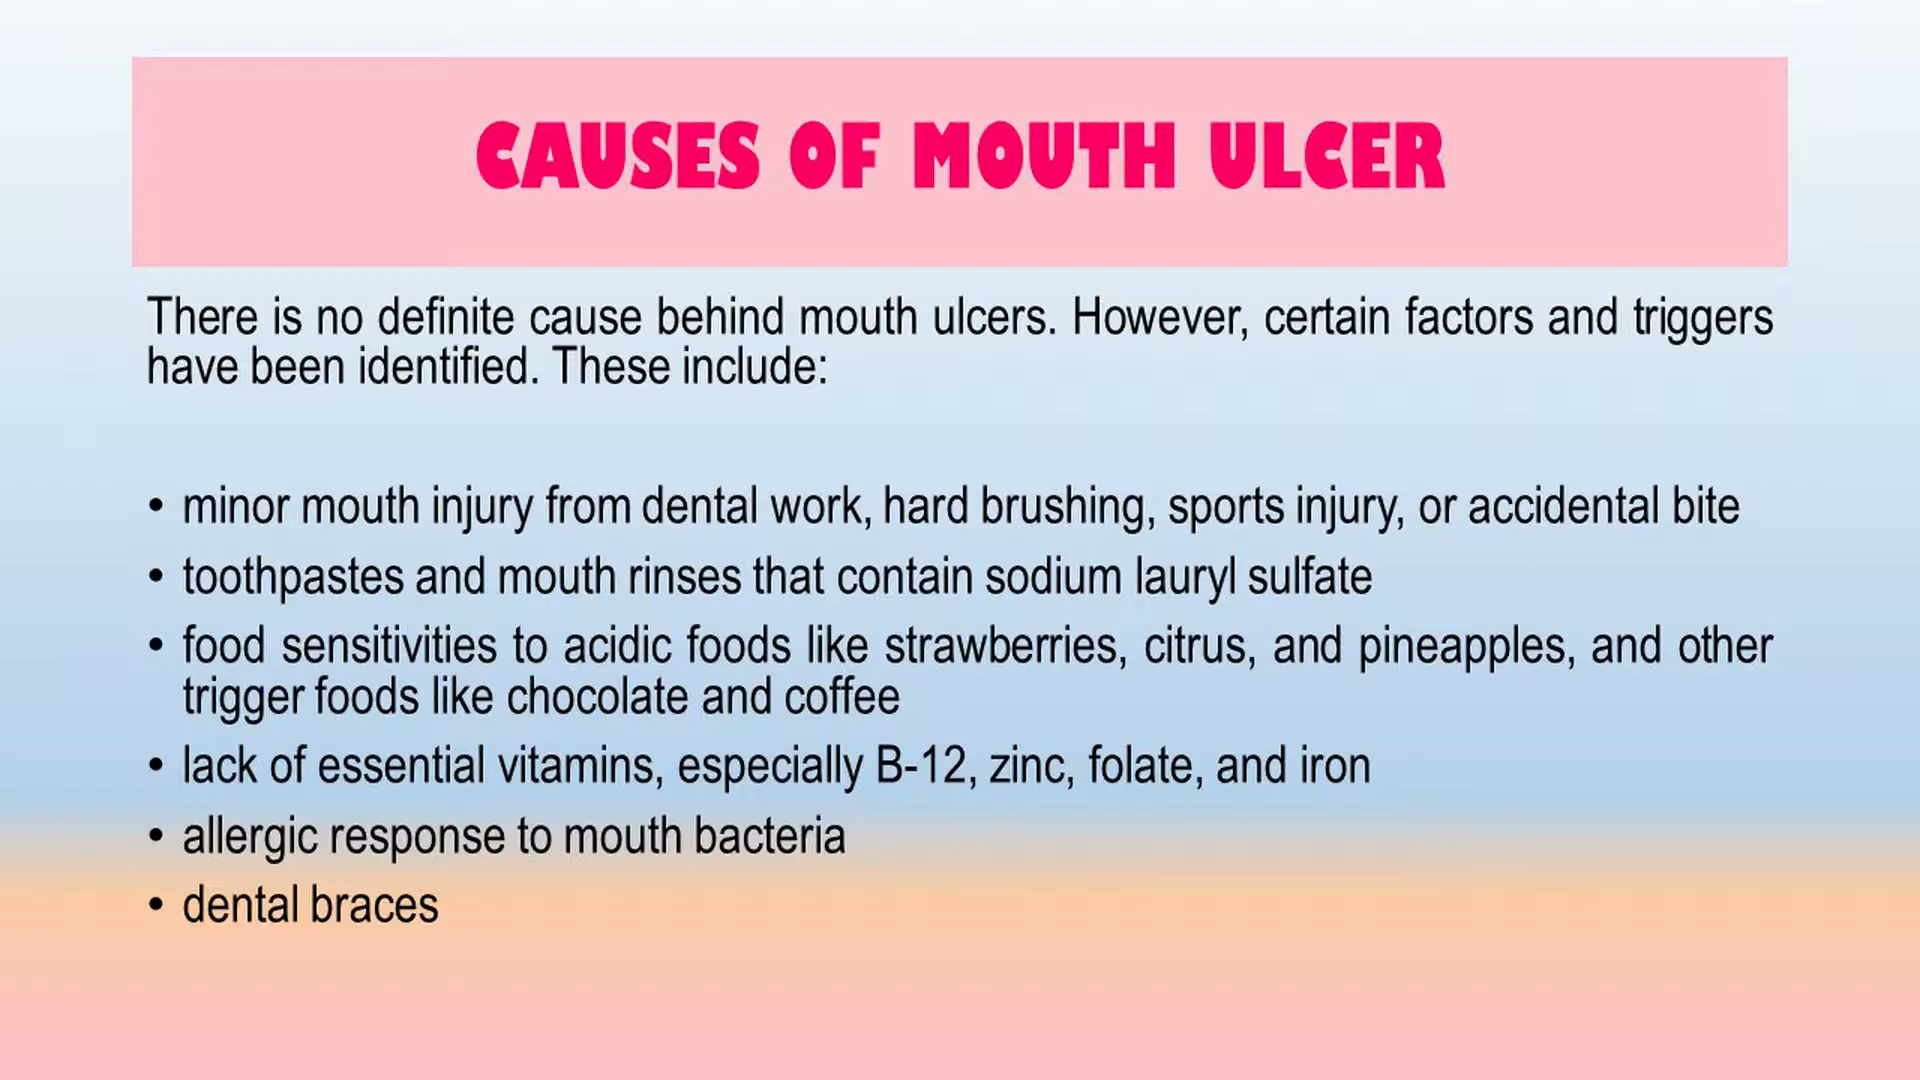 CAUSES OF MOUTH ULCER
There is no definite cause behind mouth ulcers. However, certain factors and triggers
have been identified. These include:
• minor mouth injury from dental work, hard brushing, sports injury, or accidental bite
• toothpastes and mouth rinses that contain sodium lauryl sulfate
• food sensitivities to acidic foods like strawberries, citrus, and pineapples, and other
trigger foods like chocolate and coffee
• lack of essential vitamins, especially B-12, zinc, folate, and iron
• allergic response to mouth bacteria
• dental braces